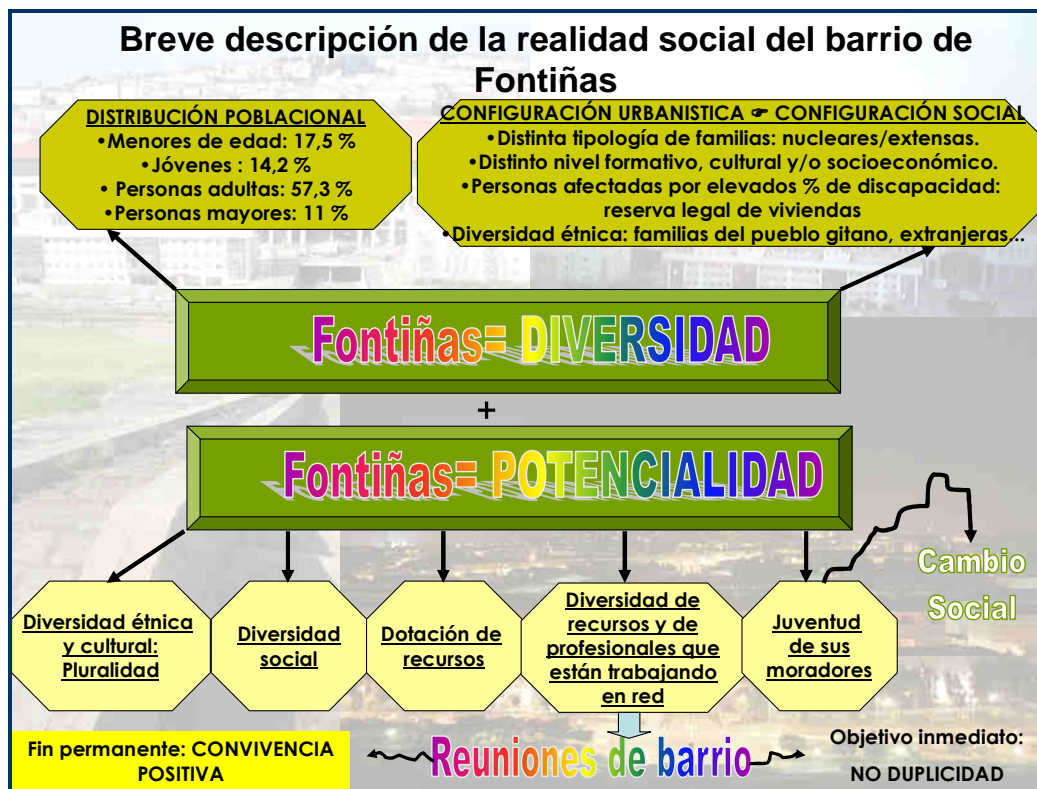 Breve descripción de la realidad social del barrio de
Fontiñas
DISTRIBUCIÓN POBLACIONAL
•Menores de edad: 17,5 %
•Jóvenes : 14,2 %
• Personas adultas: 57,3 %
•Personas mayores: 11 %
CONFIGURACIÓN URBANISTICA ☞ CONFIGURACIÓN SOCIAL
•Distinta tipología de familias: nucleares/extensas.
•Distinto nivel formativo, cultural y/o socioeconómico.
•Personas afectadas por elevados % de discapacidad:
reserva legal de viviendas
•Diversidad étnica: familias del pueblo gitano, extranjeras...
Fontiñas= DIVERSIDAD
+
Fontiñas= POTENCIALIDAD
Cambio
Social
Diversidad étnica
y cultural:
Pluralidad
Diversidad
social
Dotación de
recursos
Diversidad de
recursos y de
profesionales que
están trabajando
en red
Juventud
de sus
moradores
Fin permanente: CONVIVENCIA
POSITIVA
Reuniones de barrio
Objetivo inmediato:
NO DUPLICIDAD